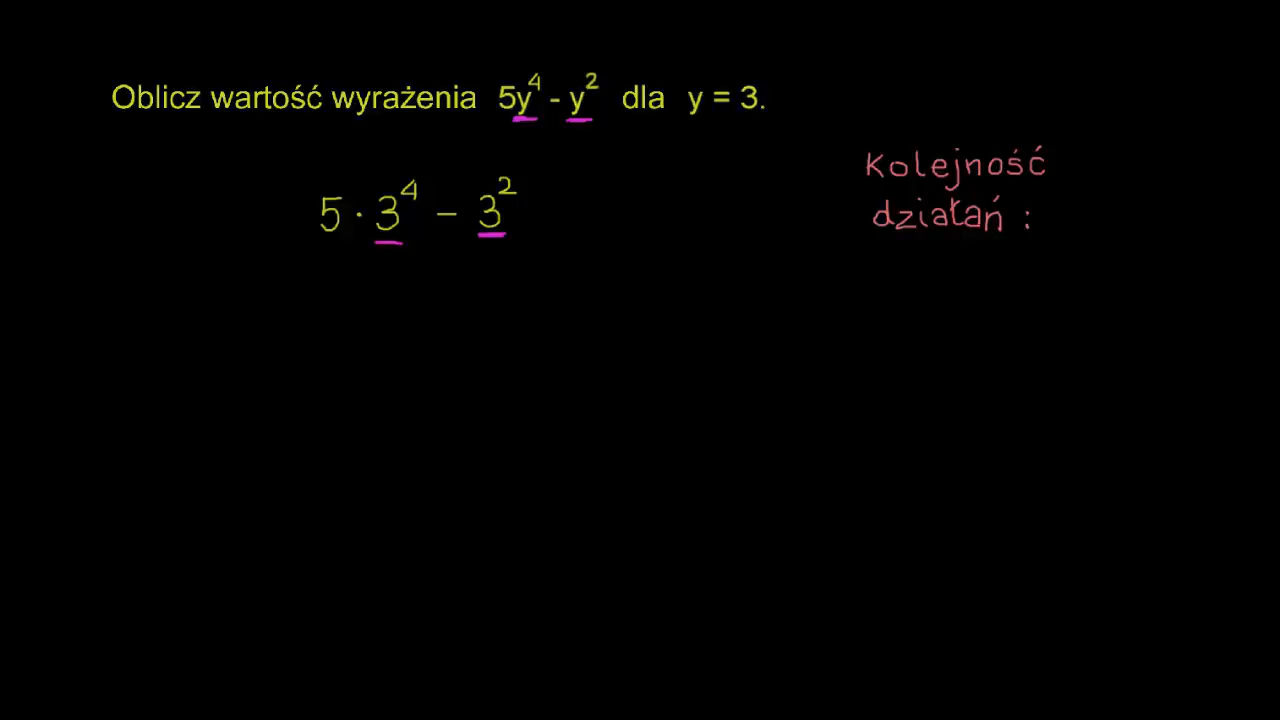 Oblicz wartość wyrażenia 5y⁴ - y² dla y = 3.
5 · 3⁴ − 3²
Kolejność
działań :